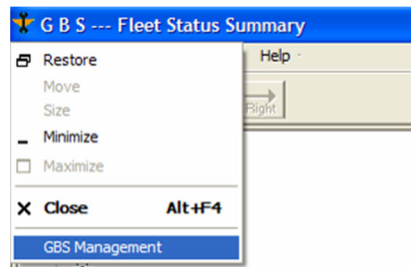 G B S --- Fleet Status Summary
Restore
Help
Move
Size
Right
Minimize
Maximize
Close Alt+F4
GBS Management